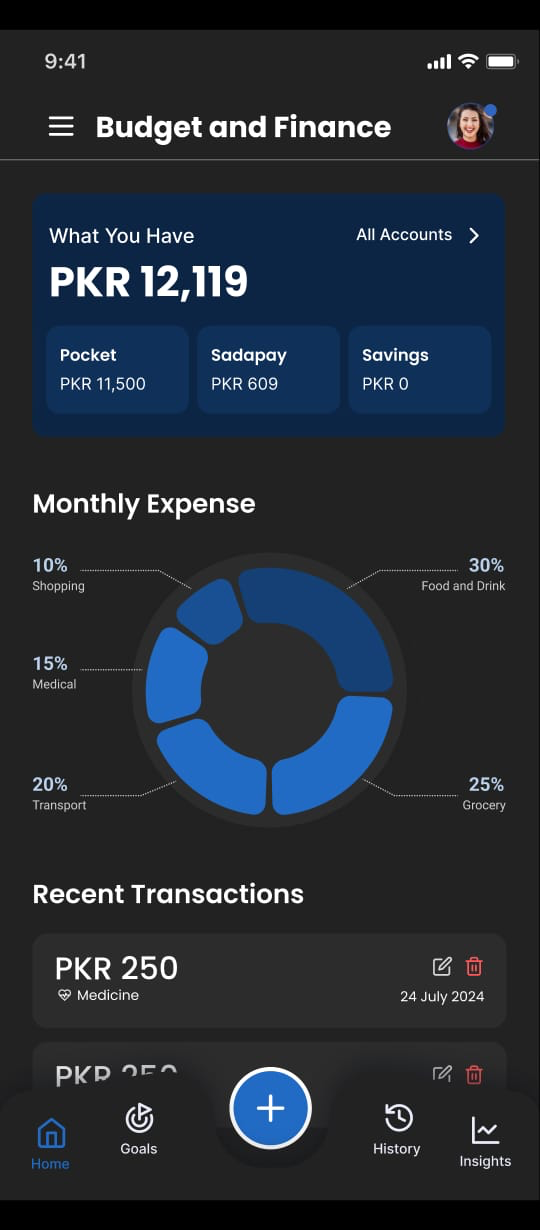 9:41
Budget and Finance
What You Have
All Accounts
PKR 12,119
Pocket
PKR 11,500
Sadapay
PKR 609
Savings
PKR 0
Monthly Expense
10%
Shopping
30%
Food and Drink
15%
Medical
20%
Transport
25%
Grocery
Recent Transactions
PKR 250
Medicine
24 July 2024
PKR 250
Home
Goals
History
Insights